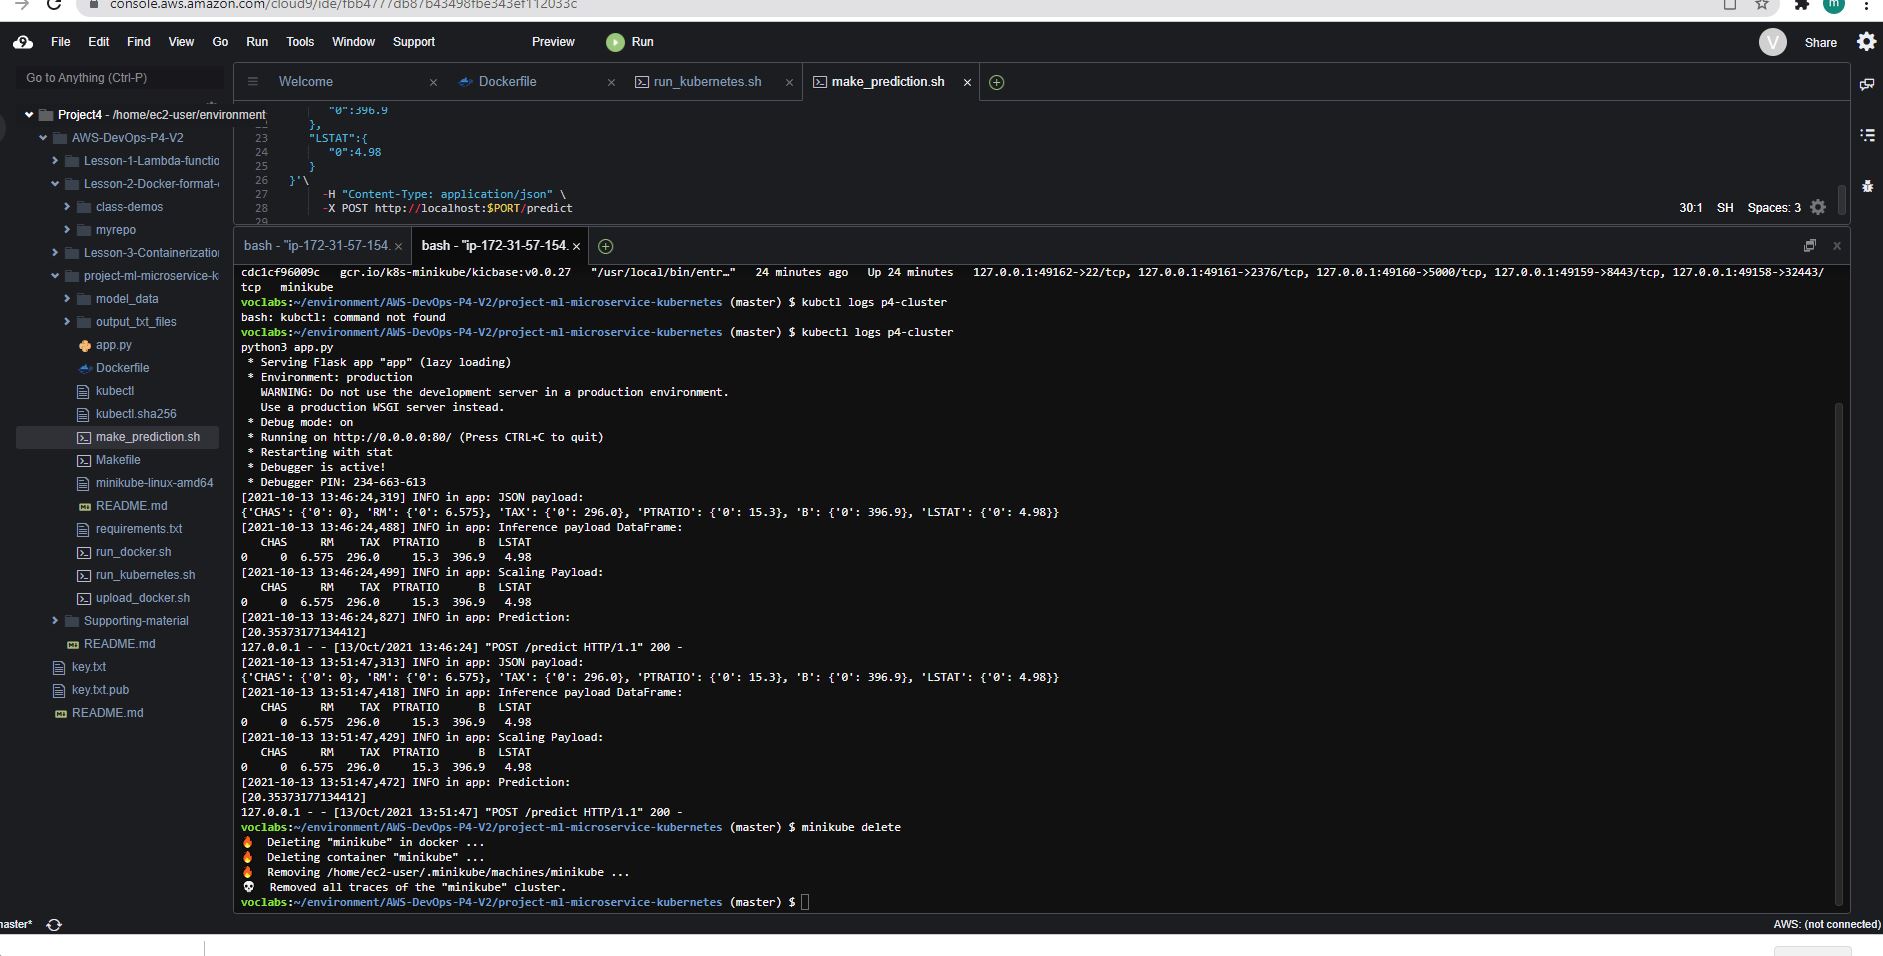 console.aws.amazon.com/cloud9/ide/fbb4777db87b43498fbe343ef112033c
m
9 File Edit Find View Go Run Tools Window Support Preview Run V Share
Go to Anything (Ctrl-P)
Welcome Dockerfile run_kubernetes.sh make_prediction.sh
Project4 - /home/ec2-user/environment
AWS-DevOps-P4-V2
Lesson-1-Lambda-functio
Lesson-2-Docker-format-
class-demos
myrepo
Lesson-3-Containerization
project-ml-microservice-k
model_data
output_txt_files
app.py
Dockerfile
kubectl
kubectl.sha256
make_prediction.sh
Makefile
minikube-linux-amd64
README.md
requirements.txt
run_docker.sh
run_kubernetes.sh
upload_docker.sh
Supporting-material
README.md
key.txt
key.txt.pub
README.md
"0":396.9
22 },
23 "LSTAT":{
24 "0":4.98
25 }
26 }'\
27 -H "Content-Type: application/json" \
28 -X POST http://localhost:$PORT/predict
29
30:1 SH Spaces: 3
bash - "ip-172-31-57-154. bash - "ip-172-31-57-154.
cdc1cf96009c gcr.io/k8s-minikube/kicbase:v0.0.27 "/usr/local/bin/entr…" 24 minutes ago Up 24 minutes 127.0.0.1:49162->22/tcp, 127.0.0.1:49161->2376/tcp, 127.0.0.1:49160->5000/tcp, 127.0.0.1:49159->8443/tcp, 127.0.0.1:49158->32443/
tcp minikube
voclabs:~/environment/AWS-DevOps-P4-V2/project-ml-microservice-kubernetes (master) $ kubctl logs p4-cluster
bash: kubctl: command not found
voclabs:~/environment/AWS-DevOps-P4-V2/project-ml-microservice-kubernetes (master) $ kubectl logs p4-cluster
python3 app.py
* Serving Flask app "app" (lazy loading)
* Environment: production
WARNING: Do not use the development server in a production environment.
Use a production WSGI server instead.
* Debug mode: on
* Running on http://0.0.0.0:80/ (Press CTRL+C to quit)
* Restarting with stat
* Debugger is active!
* Debugger PIN: 234-663-613
[2021-10-13 13:46:24,319] INFO in app: JSON payload:
{'CHAS': {'0': 0}, 'RM': {'0': 6.575}, 'TAX': {'0': 296.0}, 'PTRATIO': {'0': 15.3}, 'B': {'0': 396.9}, 'LSTAT': {'0': 4.98}}
[2021-10-13 13:46:24,488] INFO in app: Inference payload DataFrame:
CHAS RM TAX PTRATIO B LSTAT
0 0 6.575 296.0 15.3 396.9 4.98
[2021-10-13 13:46:24,499] INFO in app: Scaling Payload:
CHAS RM TAX PTRATIO B LSTAT
0 0 6.575 296.0 15.3 396.9 4.98
[2021-10-13 13:46:24,827] INFO in app: Prediction:
[20.35373177134412]
127.0.0.1 - - [13/Oct/2021 13:46:24] "POST /predict HTTP/1.1" 200 -
[2021-10-13 13:51:47,313] INFO in app: JSON payload:
{'CHAS': {'0': 0}, 'RM': {'0': 6.575}, 'TAX': {'0': 296.0}, 'PTRATIO': {'0': 15.3}, 'B': {'0': 396.9}, 'LSTAT': {'0': 4.98}}
[2021-10-13 13:51:47,418] INFO in app: Inference payload DataFrame:
CHAS RM TAX PTRATIO B LSTAT
0 0 6.575 296.0 15.3 396.9 4.98
[2021-10-13 13:51:47,429] INFO in app: Scaling Payload:
CHAS RM TAX PTRATIO B LSTAT
0 0 6.575 296.0 15.3 396.9 4.98
[2021-10-13 13:51:47,472] INFO in app: Prediction:
[20.35373177134412]
127.0.0.1 - - [13/Oct/2021 13:51:47] "POST /predict HTTP/1.1" 200 -
voclabs:~/environment/AWS-DevOps-P4-V2/project-ml-microservice-kubernetes (master) $ minikube delete
Deleting "minikube" in docker ...
Deleting container "minikube" ...
Removing /home/ec2-user/.minikube/machines/minikube ...
Removed all traces of the "minikube" cluster.
voclabs:~/environment/AWS-DevOps-P4-V2/project-ml-microservice-kubernetes (master) $
naster* AWS: (not connected)